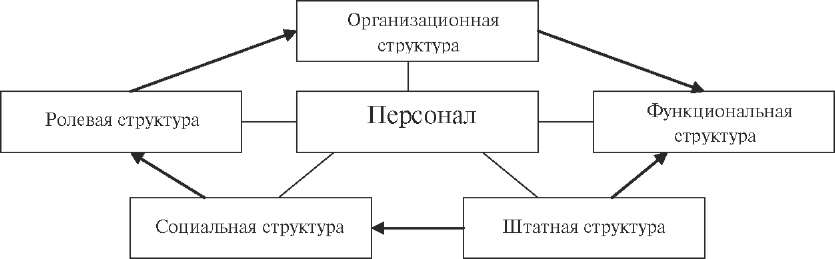 Организационная
структура
Ролевая структура
Персонал
Функциональная
структура
Социальная структура
Штатная структура